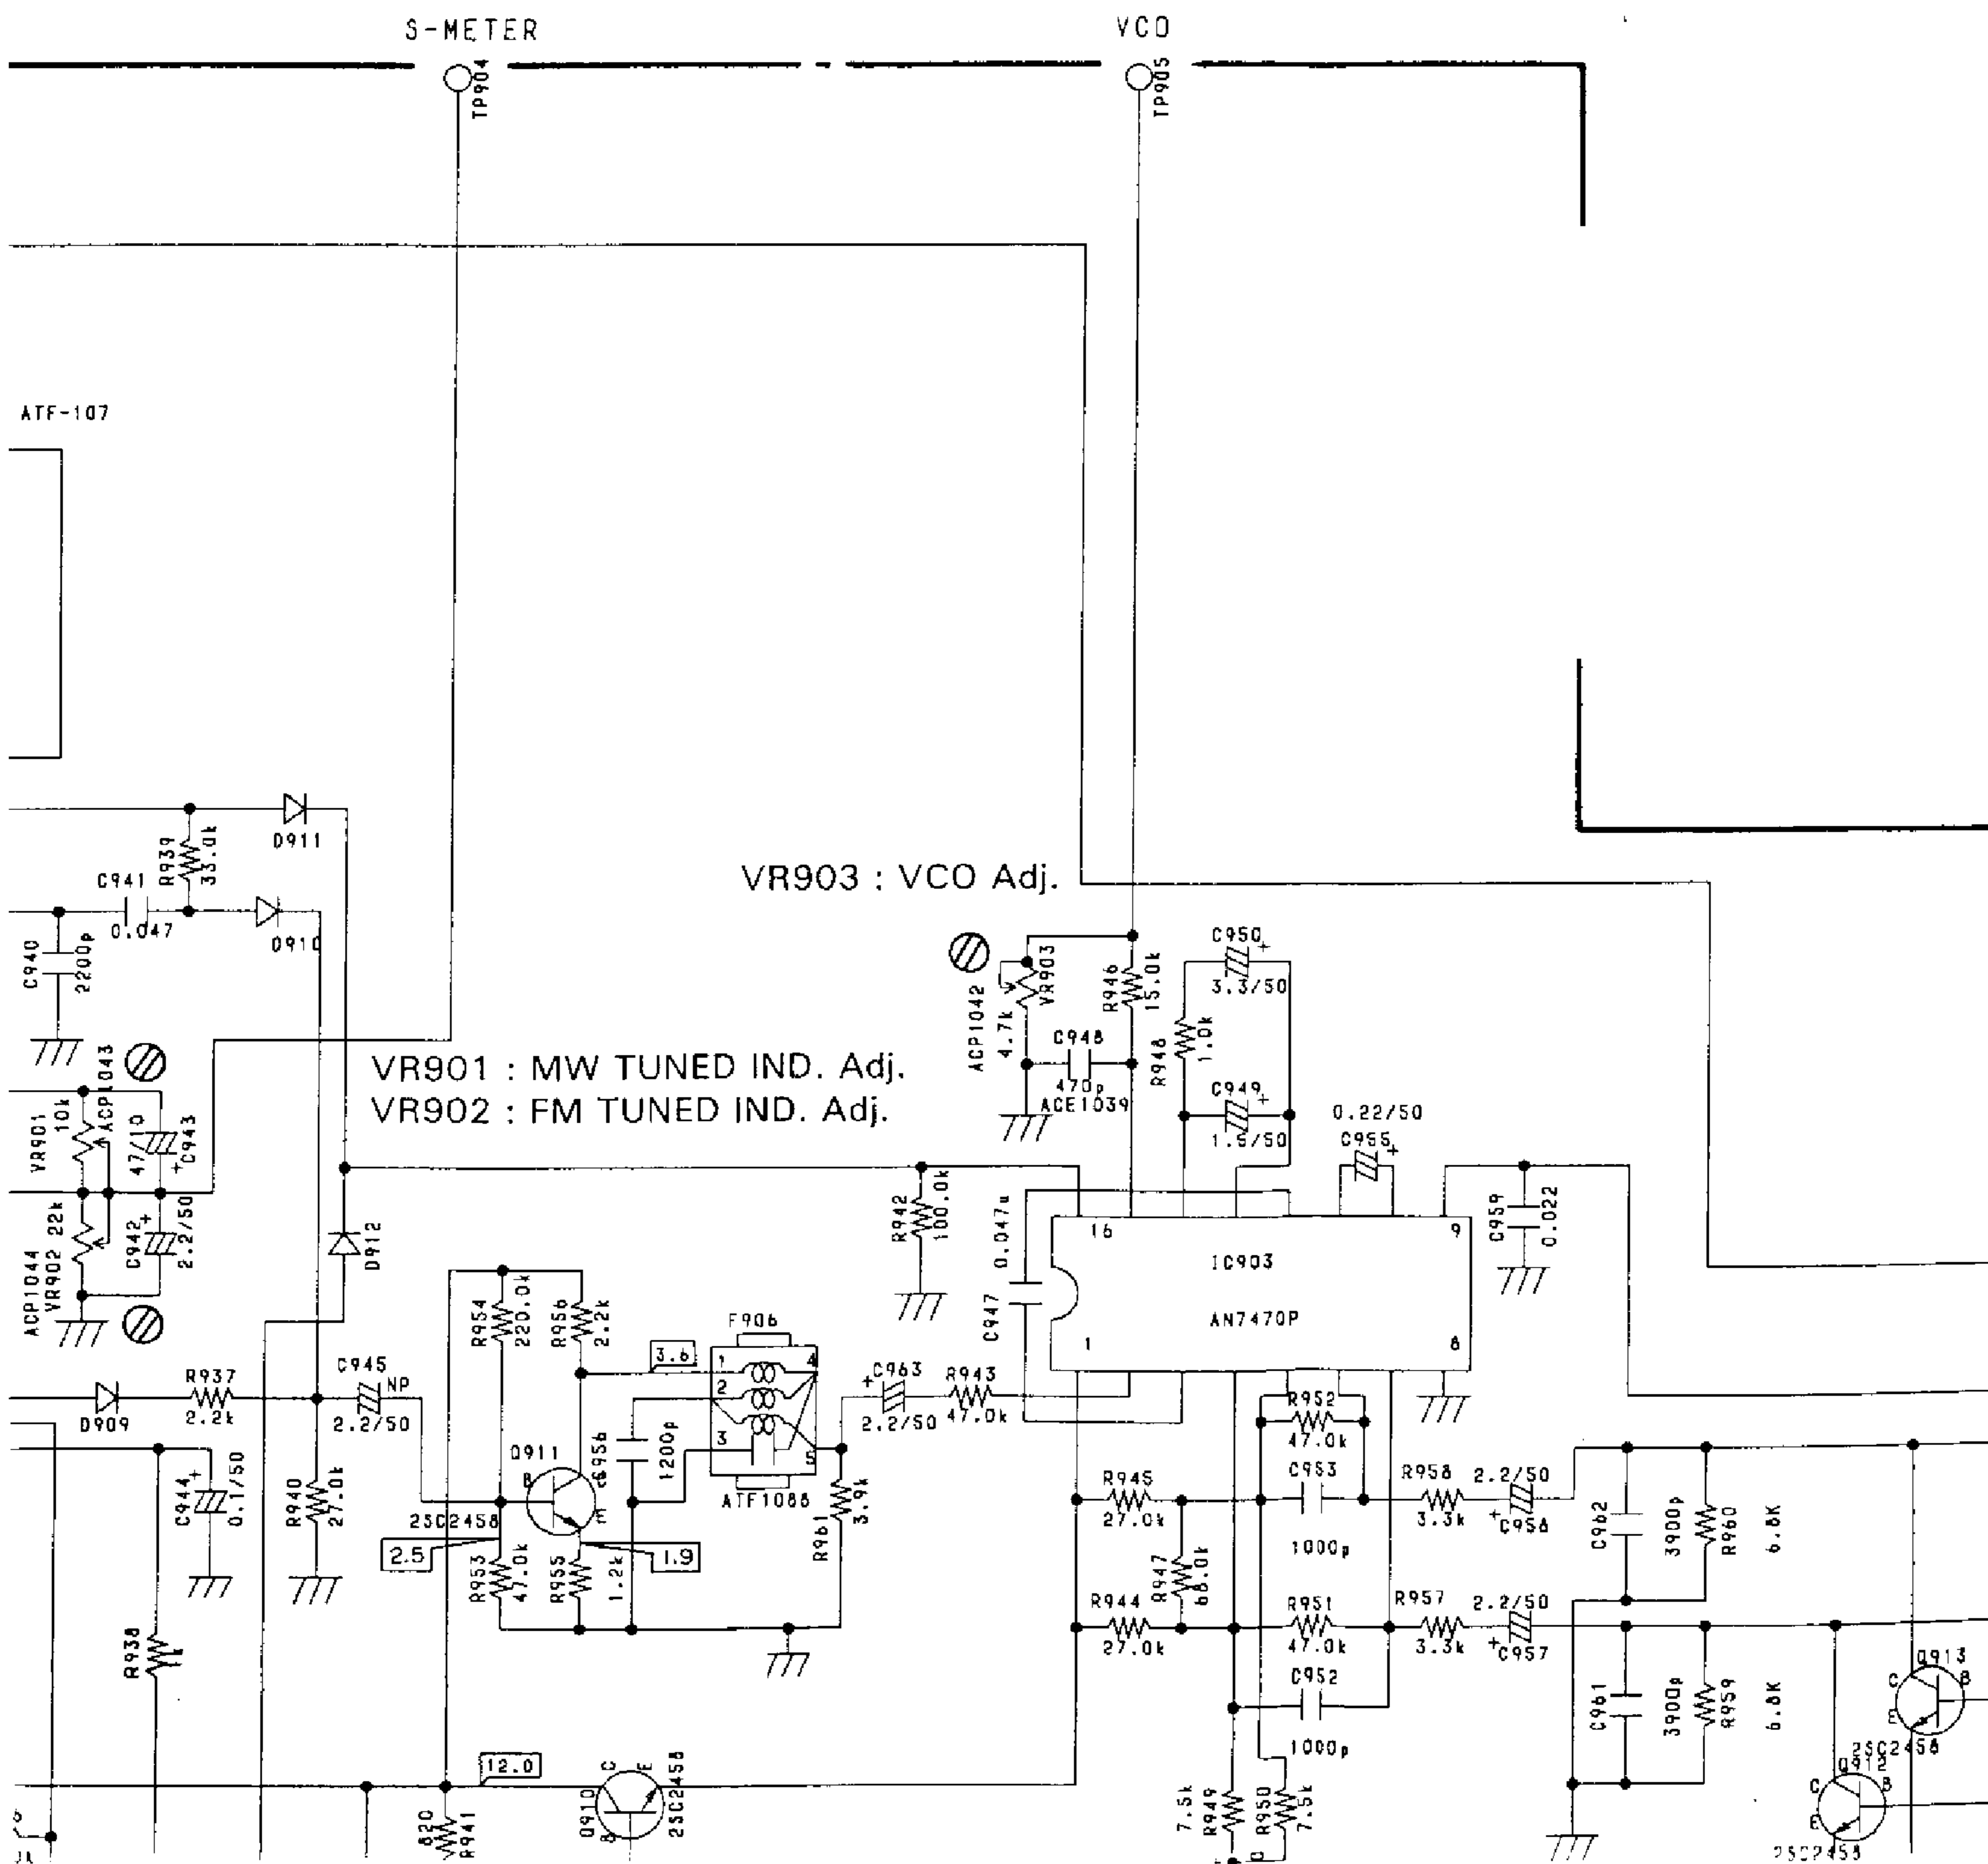 S-METER
VCO
TP904
TP905
ATF-107
D911
R939
33.0k
C941
0.047
D910
C940
2200p
VR903 : VCO Adj.
VR903
ACP1042
4.7k
R946
15.0k
C950
+
3.3/50
R948
1.0k
C948
470p
ACE1039
C949
+
1.5/50
0.22/50
C955
+
VR901 : MW TUNED IND. Adj.
VR902 : FM TUNED IND. Adj.
VR901
10k
ACP1043
47/10
C943
+
ACP1044
VR902
22k
C942
+
2.2/50
D912
R942
100.0k
0.047u
C947
16
9
IC903
AN7470P
1
8
C959
0.022
R954
220.0k
R956
2.2k
F906
3.6
1
4
2
3
5
ATF1088
C956
1200p
+
C963
2.2/50
R943
47.0k
D909
R937
2.2k
C945
NP
2.2/50
C944
+
0.1/50
R940
27.0k
R938
Q911
B
E
2SC2458
2.5
1.9
R953
47.0k
R955
1.2k
R961
3.9k
R952
47.0k
C953
1000p
R945
27.0k
R947
68.0k
R944
27.0k
R951
47.0k
C952
1000p
R958
3.3k
2.2/50
+
C958
R957
3.3k
2.2/50
+
C957
C962
3900p
R960
6.8K
C961
3900p
R959
6.8K
Q913
C
B
E
2SC2458
Q912
C
B
E
2SC2458
12.0
820
R941
Q910
C
E
B
2SC2458
7.5k
R949
R950
7.5k